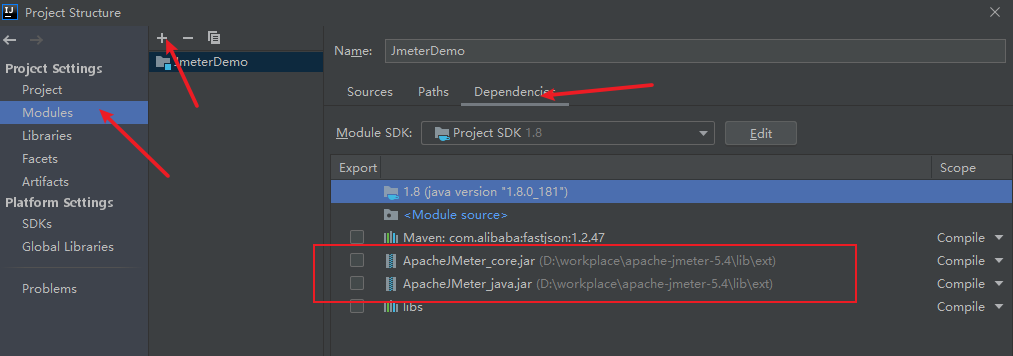 Project Structure
Project Settings
Project
Modules
Libraries
Facets
Artifacts
Platform Settings
SDKs
Global Libraries
Problems
JmeterDemo
Name: JmeterDemo
Sources Paths Dependencies
Module SDK: Project SDK 1.8 Edit
Export Scope
1.8 (java version "1.8.0_181")
<Module source>
Maven: com.alibaba:fastjson:1.2.47 Compile
ApacheJMeter_core.jar (D:\workplace\apache-jmeter-5.4\lib\ext) Compile
ApacheJMeter_java.jar (D:\workplace\apache-jmeter-5.4\lib\ext) Compile
libs Compile